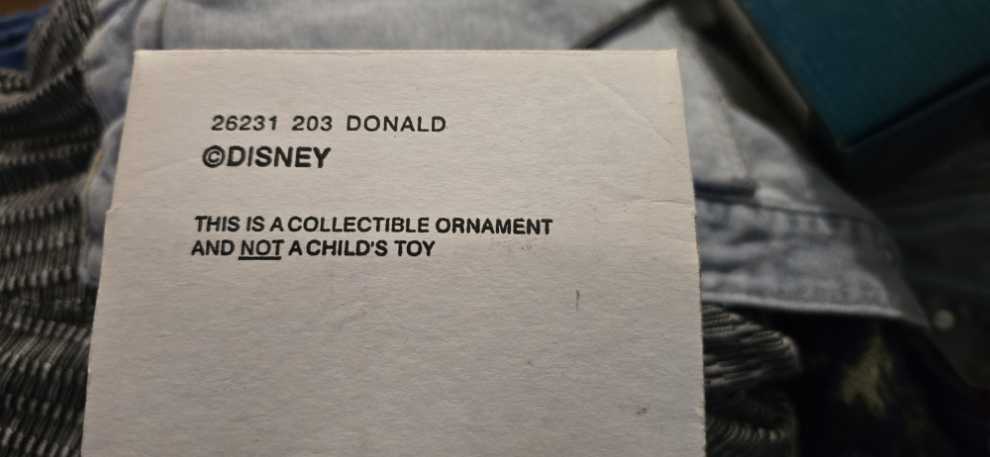 26231 203 DONALD
©DISNEY
THIS IS A COLLECTIBLE ORNAMENT
AND NOT A CHILD'S TOY